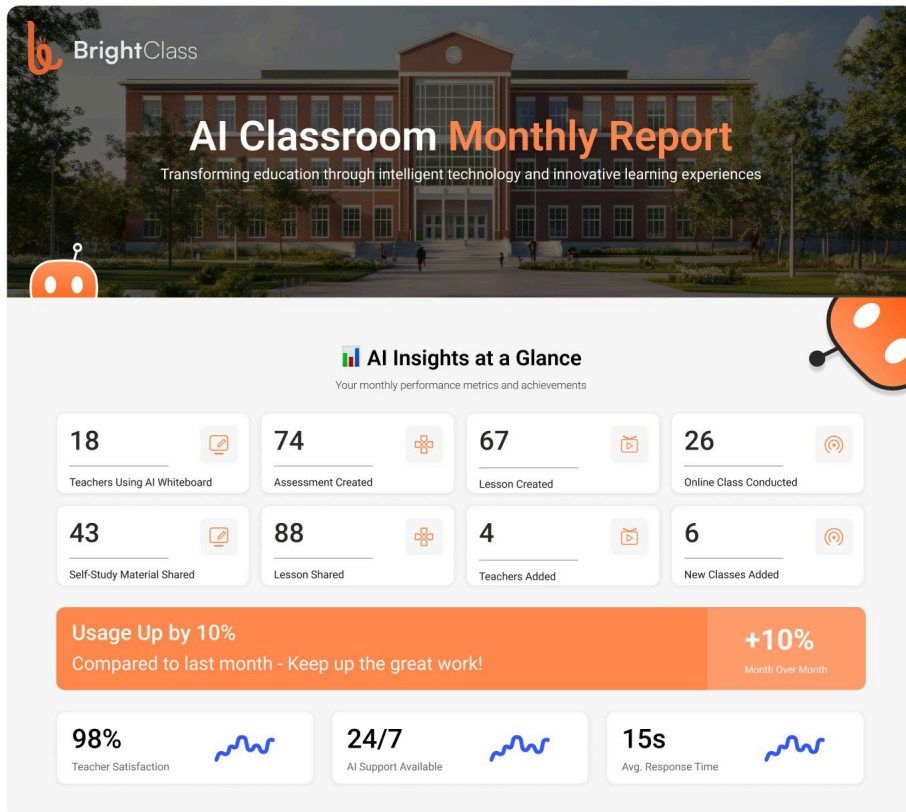 BrightClass
AI Classroom Monthly Report
Transforming education through intelligent technology and innovative learning experiences
AI Insights at a Glance
Your monthly performance metrics and achievements
18
Teachers Using AI Whiteboard
74
Assessment Created
67
Lesson Created
26
Online Class Conducted
43
Self-Study Material Shared
88
Lesson Shared
4
Teachers Added
6
New Classes Added
Usage Up by 10%
Compared to last month - Keep up the great work!
+10%
Month Over Month
98%
Teacher Satisfaction
24/7
AI Support Available
15s
Avg. Response Time